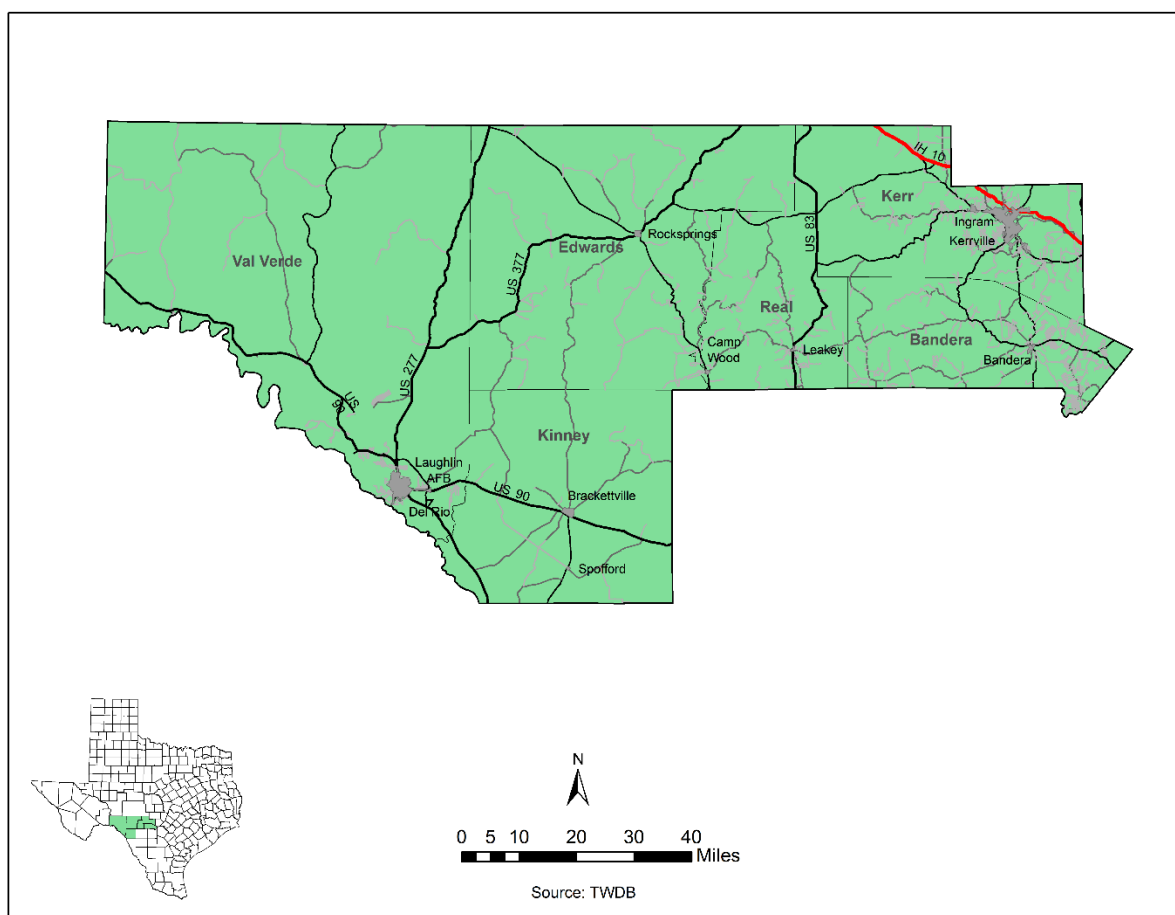 IH 10
Kerr
Ingram
Kerrville
US 83
Rocksprings
Edwards
US 377
Val Verde
Real
Camp
Wood
Leakey
Bandera
Bandera
US 277
US
90
Kinney
Laughlin
AFB
US 90
Brackettville
Del Rio
Spofford
N
0 5 10 20 30 40
Miles
Source: TWDB